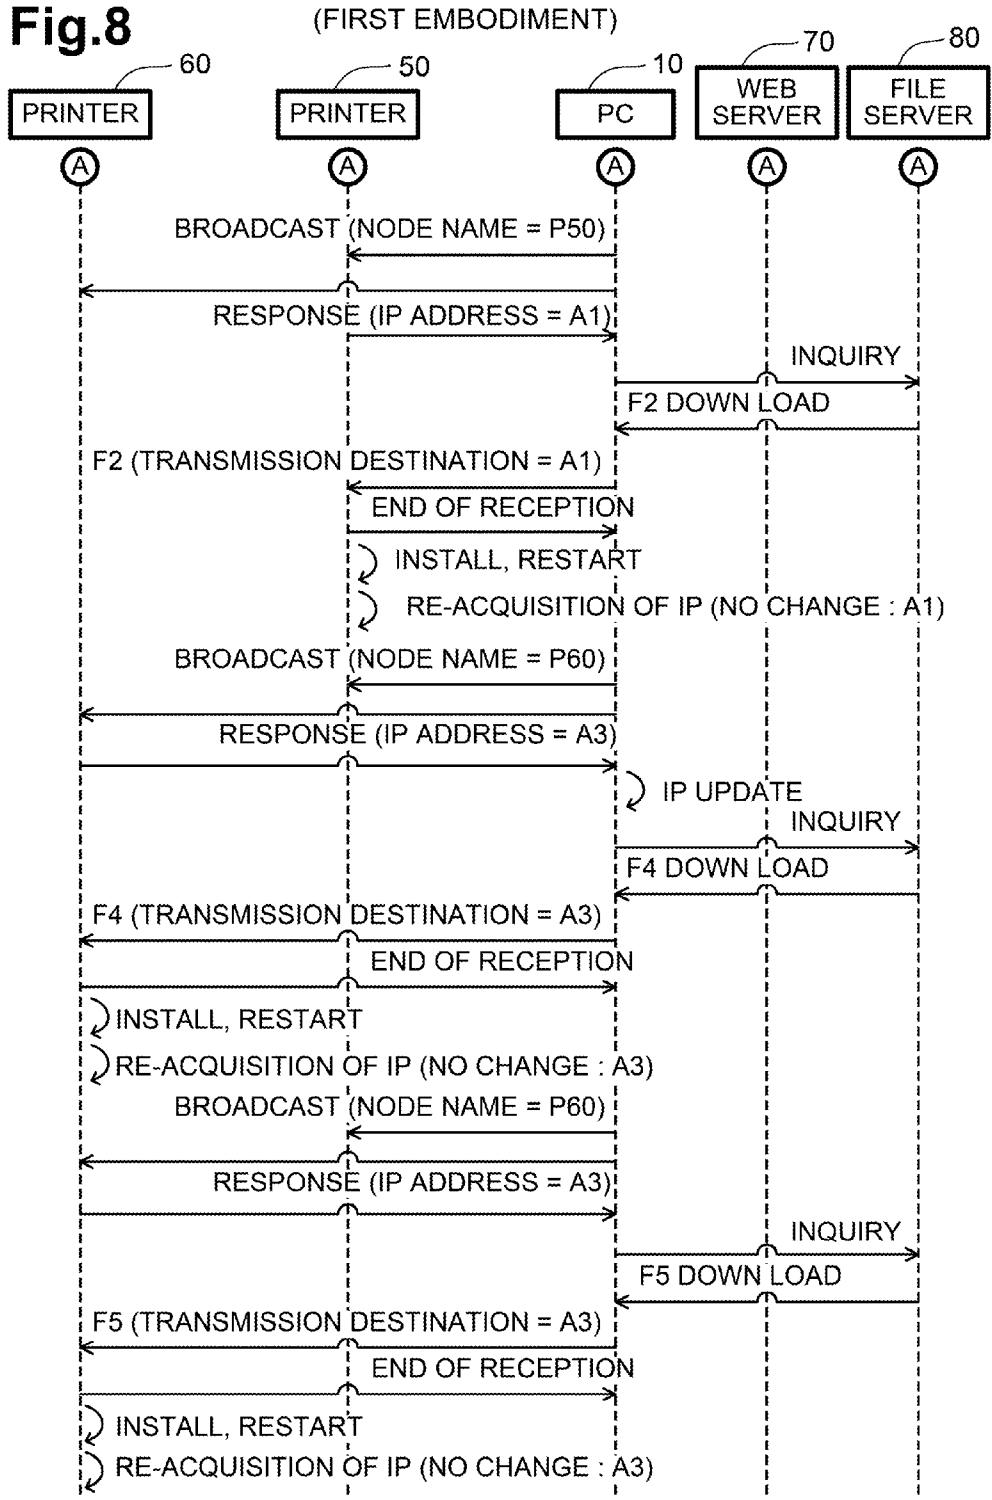 Fig.8
(FIRST EMBODIMENT)
60
50
10
70
80
PRINTER
PRINTER
PC
WEB
SERVER
FILE
SERVER
A
A
A
A
A
BROADCAST (NODE NAME = P50)
RESPONSE (IP ADDRESS = A1)
INQUIRY
F2 DOWN LOAD
F2 (TRANSMISSION DESTINATION = A1)
END OF RECEPTION
INSTALL, RESTART
RE-ACQUISITION OF IP (NO CHANGE : A1)
BROADCAST (NODE NAME = P60)
RESPONSE (IP ADDRESS = A3)
IP UPDATE
INQUIRY
F4 DOWN LOAD
F4 (TRANSMISSION DESTINATION = A3)
END OF RECEPTION
INSTALL, RESTART
RE-ACQUISITION OF IP (NO CHANGE : A3)
BROADCAST (NODE NAME = P60)
RESPONSE (IP ADDRESS = A3)
INQUIRY
F5 DOWN LOAD
F5 (TRANSMISSION DESTINATION = A3)
END OF RECEPTION
INSTALL, RESTART
RE-ACQUISITION OF IP (NO CHANGE : A3)